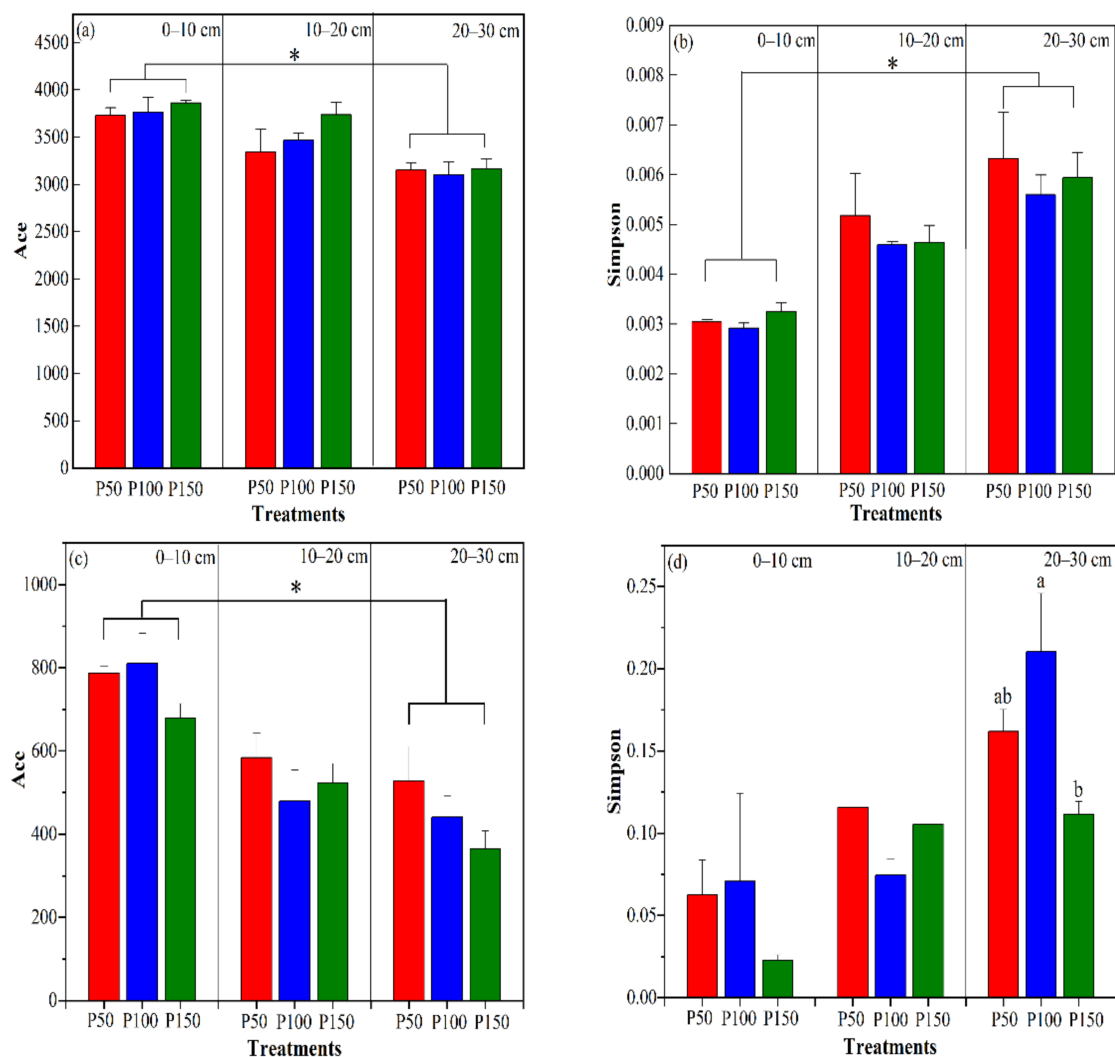 (a) 0–10 cm 10–20 cm 20–30 cm
4500
4000
3500
3000
2500
2000
1500
1000
500
0
*
Ace
P50 P100 P150 P50 P100 P150 P50 P100 P150
Treatments
(b) 0–10 cm 10–20 cm 20–30 cm
0.009
0.008
0.007
0.006
0.005
0.004
0.003
0.002
0.001
0.000
*
Simpson
P50 P100 P150 P50 P100 P150 P50 P100 P150
Treatments
(c) 0–10 cm 10–20 cm 20–30 cm
1000
800
600
400
200
0
*
Ace
P50 P100 P150 P50 P100 P150 P50 P100 P150
Treatments
(d) 0–10 cm 10–20 cm 20–30 cm
0.25
0.20
0.15
0.10
0.05
0.00
ab a b
Simpson
P50 P100 P150 P50 P100 P150 P50 P100 P150
Treatments